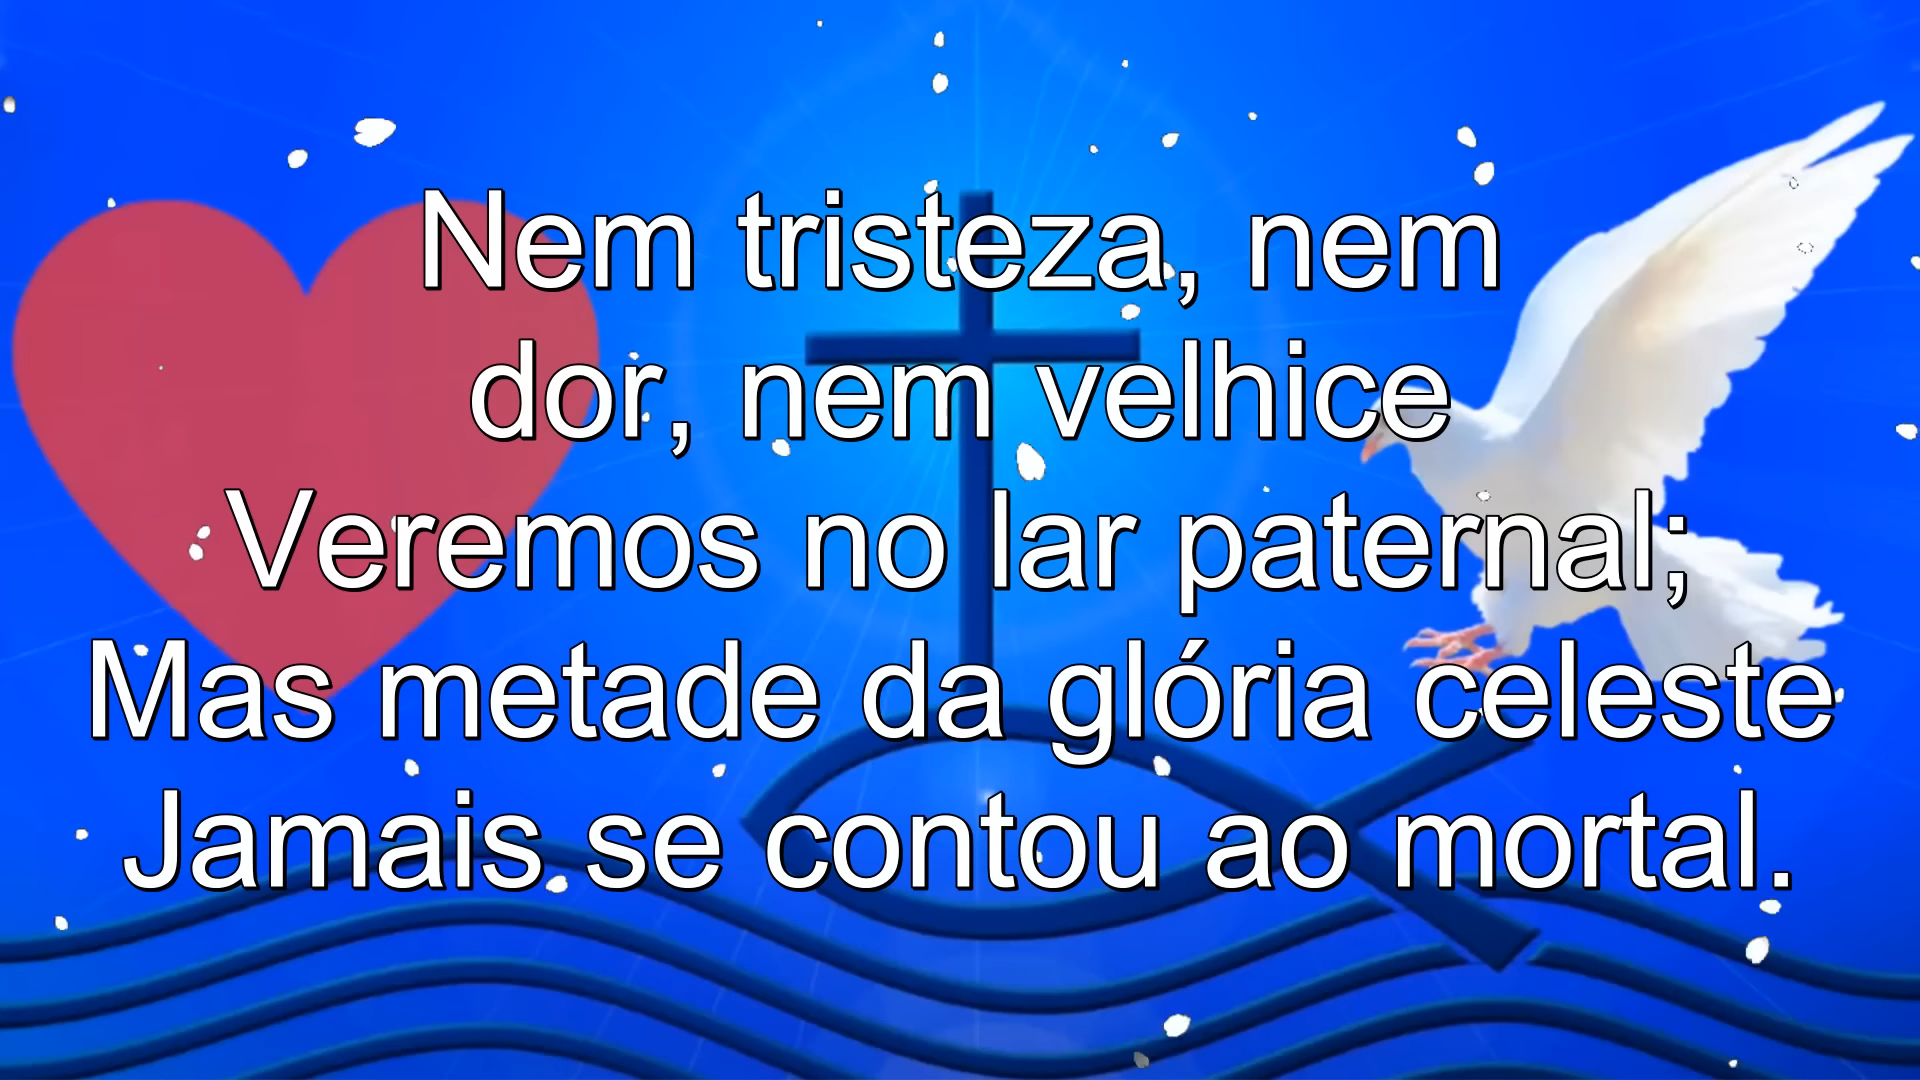 Nem tristeza, nem
dor, nem velhice
Veremos no lar paternal;
Mas metade da glória celeste
Jamais se contou ao mortal.